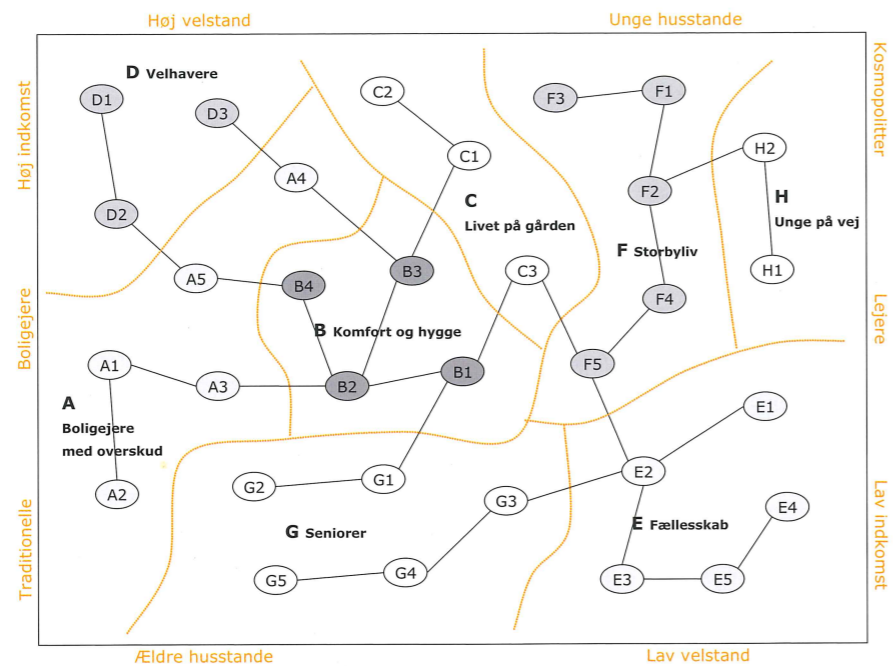 Høj velstand
Unge husstande
D Velhavere
D1
D3
C2
F3
F1
Høj indkomst
Kosmopolitter
A4
C1
H2
F2
C
Livet på gården
H
Unge på vej
D2
F Storbyliv
A5
B4
B3
C3
H1
F4
Boligejere
Lejere
B Komfort og hygge
A1
A3
B2
B1
F5
A
Boligejere
med overskud
E1
A2
G2
G1
G3
E2
E4
Traditionelle
Lav indkomst
G Seniorer
E Fællesskab
G5
G4
E3
E5
Ældre husstande
Lav velstand